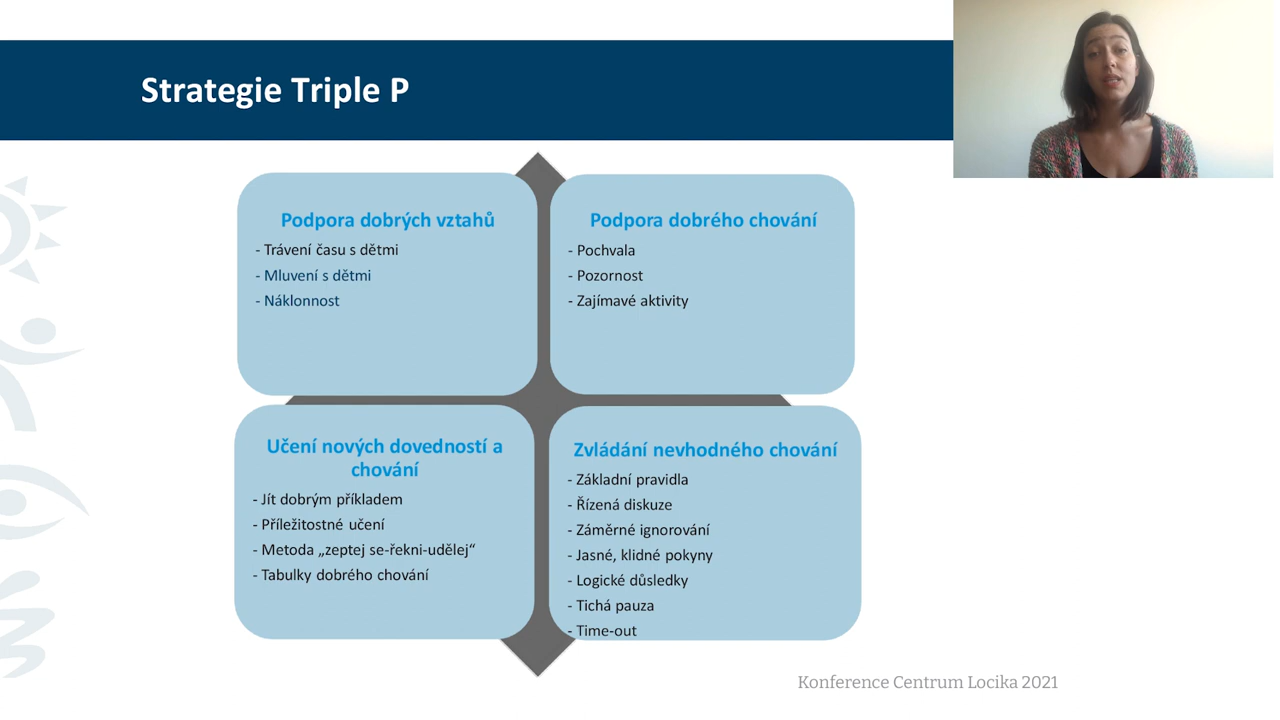 Strategie Triple P
Podpora dobrých vztahů
- Trávení času s dětmi
- Mluvení s dětmi
- Náklonnost
Podpora dobrého chování
- Pochvala
- Pozornost
- Zajímavé aktivity
Učení nových dovedností a
chování
- Jít dobrým příkladem
- Příležitostné učení
- Metoda „zeptej se-řekni-udělej“
- Tabulky dobrého chování
Zvládání nevhodného chování
- Základní pravidla
- Řízená diskuze
- Záměrné ignorování
- Jasné, klidné pokyny
- Logické důsledky
- Tichá pauza
- Time-out
Konference Centrum Locika 2021